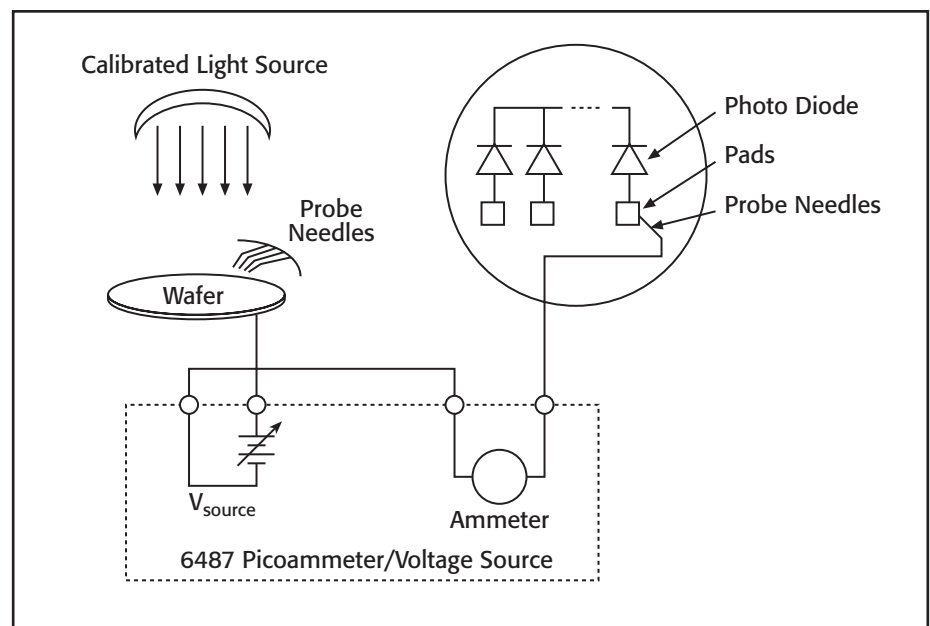 Calibrated Light Source
Probe
Needles
Wafer
Photo Diode
Pads
Probe Needles
Vsource
Ammeter
6487 Picoammeter/Voltage Source